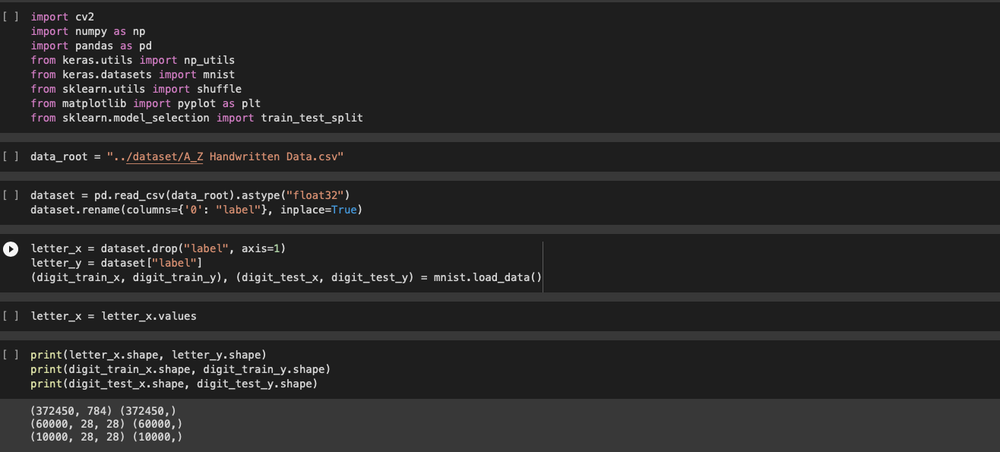 [ ] import cv2
import numpy as np
import pandas as pd
from keras.utils import np_utils
from keras.datasets import mnist
from sklearn.utils import shuffle
from matplotlib import pyplot as plt
from sklearn.model_selection import train_test_split
[ ] data_root = "../dataset/A_Z Handwritten Data.csv"
[ ] dataset = pd.read_csv(data_root).astype("float32")
dataset.rename(columns={'0': "label"}, inplace=True)
letter_x = dataset.drop("label", axis=1)
letter_y = dataset["label"]
(digit_train_x, digit_train_y), (digit_test_x, digit_test_y) = mnist.load_data()
[ ] letter_x = letter_x.values
[ ] print(letter_x.shape, letter_y.shape)
print(digit_train_x.shape, digit_train_y.shape)
print(digit_test_x.shape, digit_test_y.shape)
(372450, 784) (372450,)
(60000, 28, 28) (60000,)
(10000, 28, 28) (10000,)